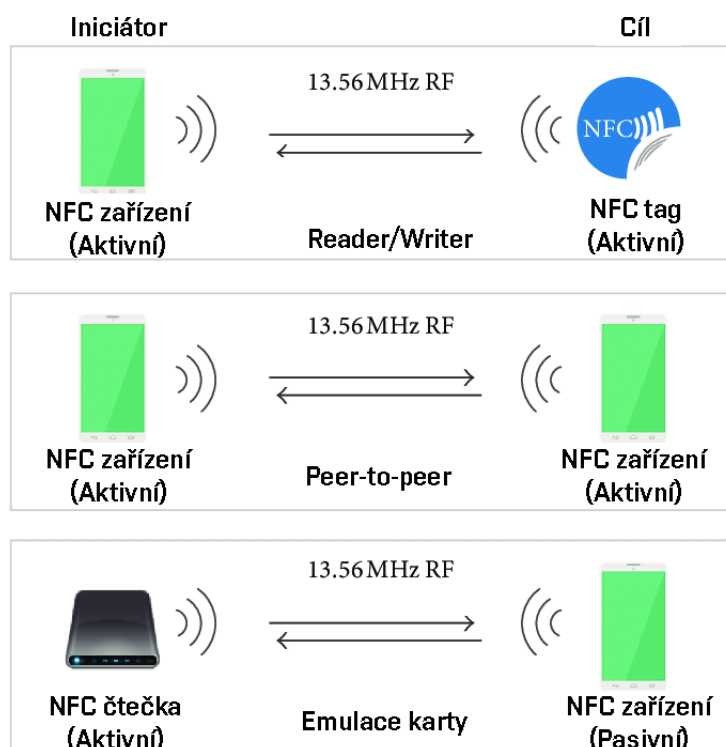 Iniciátor
Cíl
13.56MHz RF
NFC
NFC zařízení
(Aktivní)
Reader/Writer
NFC tag
(Aktivní)
13.56MHz RF
NFC zařízení
(Aktivní)
Peer-to-peer
NFC zařízení
(Aktivní)
13.56MHz RF
NFC čtečka
(Aktivní)
Emulace karty
NFC zařízení
(Pasivní)